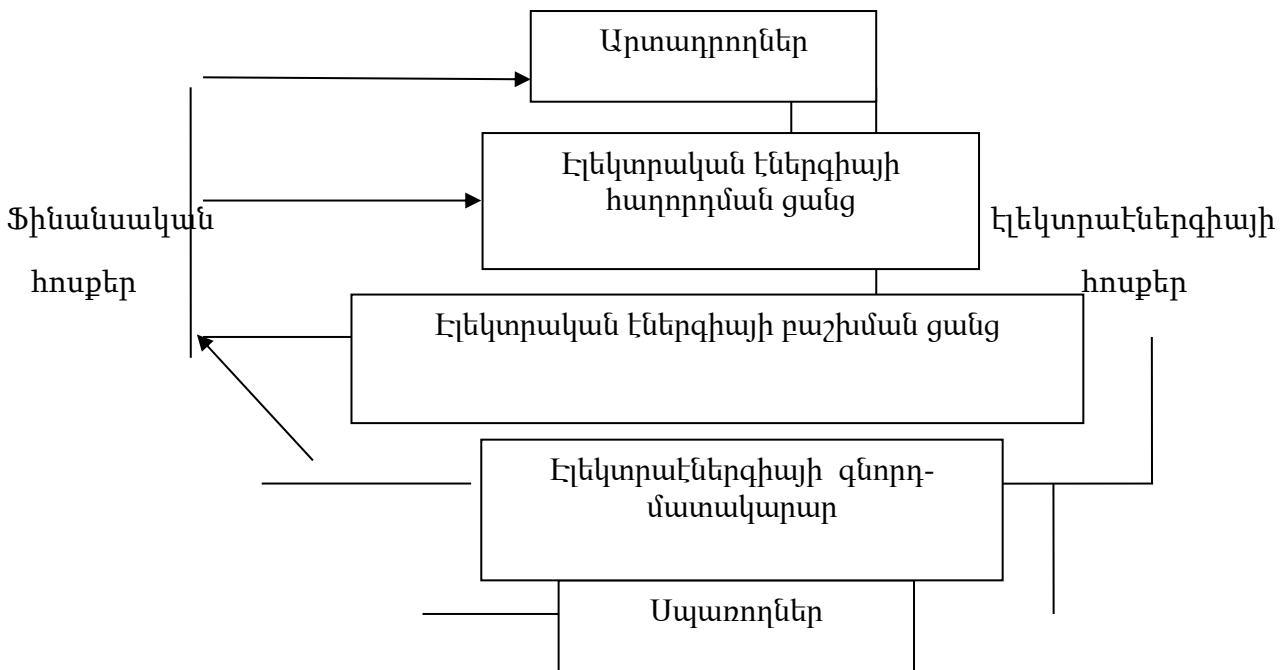 Արտադրողներ
Էլեկտրական էներգիայի
հաղորդման ցանց
Ֆինանսական
հոսքեր
էլեկտրաէներգիայի
հոսքեր
Էլեկտրական էներգիայի բաշխման ցանց
Էլեկտրաէներգիայի գնորդ-
մատակարար
Սպառողներ